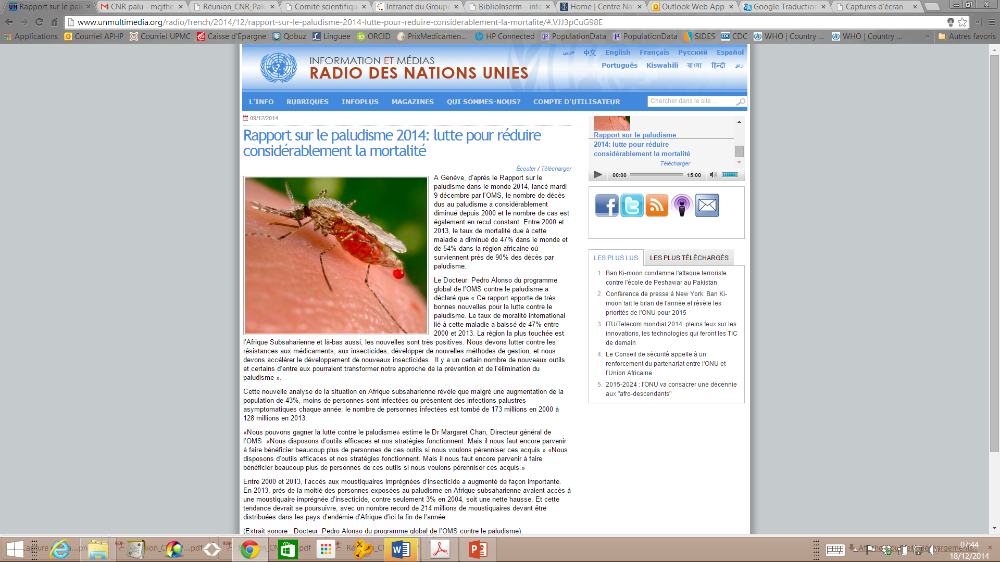 Rapport sur le palu
CNR palu - mcjthe
Réunion_CNR_Palu
Comité scientifiqu
Intranet du Groupe
BiblioInserm - info
Home | Centre Nat
Outlook Web App
Google Traduction
Captures d'écran -
www.unmultimedia.org/radio/french/2014/12/rapport-sur-le-paludisme-2014-lutte-pour-reduire-considerablement-la-mortalite/#.VJJ3pCuG98E
Applications
Courriel APHP
Courriel UPMC
Caisse d'Epargne
Qobuz
Linguee
ORCID
PrixMedicamen...
HP Connected
PopulationData
PopulationData
SIDES
CDC
WHO | Country ...
WHO | Country ...
Autres favoris
INFORMATION ET MÉDIAS
RADIO DES NATIONS UNIES
عربي 中文 English Français Русский Español
Português Kiswahili বাংলা हिन्दी اردو
L'INFO RUBRIQUES INFOPLUS MAGAZINES QUI SOMMES-NOUS? COMPTE D'UTILISATEUR
Chercher dans le site ...
09/12/2014
Rapport sur le paludisme 2014: lutte pour réduire
considérablement la mortalité
Écouter / Télécharger
A Genève, d'après le Rapport sur le
paludisme dans le monde 2014, lancé mardi
9 décembre par l'OMS, le nombre de décès
dus au paludisme a considérablement
diminué depuis 2000 et le nombre de cas est
également en recul constant. Entre 2000 et
2013, le taux de mortalité due à cette
maladie a diminué de 47% dans le monde et
de 54% dans la région africaine où
surviennent près de 90% des décès par
paludisme.
Le Docteur Pedro Alonso du programme
global de l'OMS contre le paludisme a
déclaré que « Ce rapport apporte de très
bonnes nouvelles pour la lutte contre le
paludisme. Le taux de moralité international
lié à cette maladie a baissé de 47% entre
2000 et 2013. La région la plus touchée est
l'Afrique Subsaharienne et là-bas aussi, les nouvelles sont très positives. Nous devons lutter contre les
résistances aux médicaments, aux insecticides, développer de nouvelles méthodes de gestion, et nous
devons accélérer le développement de nouveaux insecticides. Il y a un certain nombre de nouveaux outils
et certains d'entre eux pourraient transformer notre approche de la prévention et de l'élimination du
paludisme ».
Cette nouvelle analyse de la situation en Afrique subsaharienne révèle que malgré une augmentation de la
population de 43%, moins de personnes sont infectées ou présentent des infections palustres
asymptomatiques chaque année: le nombre de personnes infectées est tombé de 173 millions en 2000 à
128 millions en 2013.
«Nous pouvons gagner la lutte contre le paludisme» estime le Dr Margaret Chan, Directeur général de
l'OMS. «Nous disposons d'outils efficaces et nos stratégies fonctionnent. Mais il nous faut encore parvenir
à faire bénéficier beaucoup plus de personnes de ces outils si nous voulons pérenniser ces acquis.» «Nous
disposons d'outils efficaces et nos stratégies fonctionnent. Mais il nous faut encore parvenir à faire
bénéficier beaucoup plus de personnes de ces outils si nous voulons pérenniser ces acquis.»
Entre 2000 et 2013, l'accès aux moustiquaires imprégnées d'insecticide a augmenté de façon importante.
En 2013, près de la moitié des personnes exposées au paludisme en Afrique subsaharienne avaient accès à
une moustiquaire imprégnée d'insecticide, contre seulement 3% en 2004, soit une nette hausse. Et cette
tendance devrait se poursuivre, avec un nombre record de 214 millions de moustiquaires devant être
distribuées dans les pays d'endémie d'Afrique d'ici la fin de l'année.
(Extrait sonore : Docteur Pedro Alonso du programme global de l'OMS contre le paludisme)
Rapport sur le paludisme
2014: lutte pour réduire
considérablement la mortalité
Télécharger
00:00 15:00
LES PLUS LUS LES PLUS TÉLÉCHARGÉS
1. Ban Ki-moon condamne l'attaque terroriste
contre l'école de Peshawar au Pakistan
2. Conférence de presse à New York: Ban Ki-
moon fait le bilan de l'année et révèle les
priorités de l'ONU pour 2015
3. ITU/Telecom mondial 2014: pleins feux sur les
innovations, les technologies qui feront les TIC
de demain
4. Le Conseil de sécurité appelle à un
renforcement du partenariat entre l'ONU et
l'Union Africaine
5. 2015-2024 : l'ONU va consacrer une décennie
aux "afro-descendants"
07:44
18/12/2014